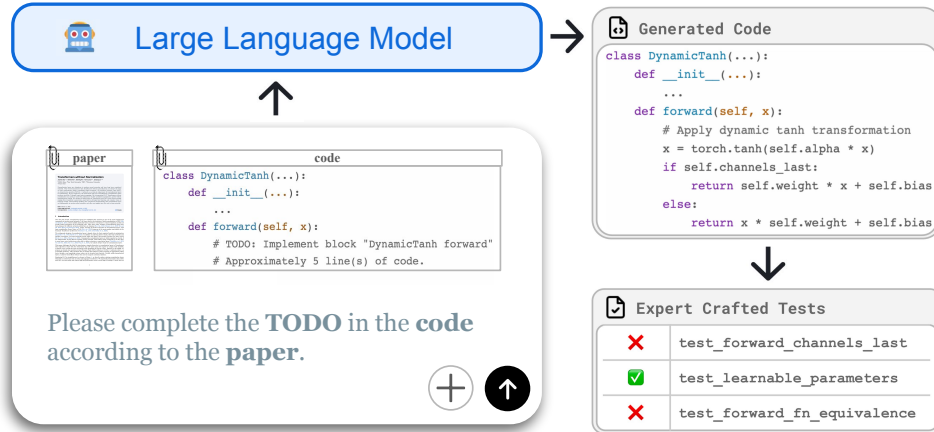 Large Language Model
paper
code
class DynamicTanh(...):
def __init__(...):
...
def forward(self, x):
# TODO: Implement block "DynamicTanh forward"
# Approximately 5 line(s) of code.
Please complete the TODO in the code
according to the paper.
Generated Code
class DynamicTanh(...):
def __init__(...):
...
def forward(self, x):
# Apply dynamic tanh transformation
x = torch.tanh(self.alpha * x)
if self.channels_last:
return self.weight * x + self.bias
else:
return x * self.weight + self.bias
Expert Crafted Tests
test_forward_channels_last
test_learnable_parameters
test_forward_fn_equivalence